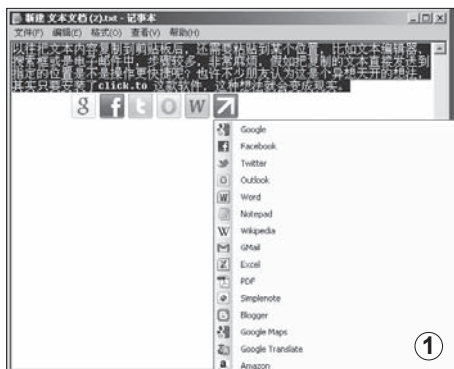 新建 文本文档 (2).txt - 记事本
文件(F) 编辑(E) 格式(O) 查看(V) 帮助(H)
以往把文本内容复制到剪贴板后，还需要粘贴到某个位置，比如文本编辑器、
搜索框或是电子邮件中，步骤较多，非常麻烦，假如把复制的文本直接发送到
指定的位置是不是操作更快捷呢？也许不少朋友认为这是个异想天开的想法，
其实只要安装了click.to 这款软件，这种想法就会变成现实。
g f t O W
Google
Facebook
Twitter
Outlook
Word
Notepad
Wikipedia
GMail
Excel
PDF
Simplenote
Blogger
Google Maps
Google Translate
Amazon
①